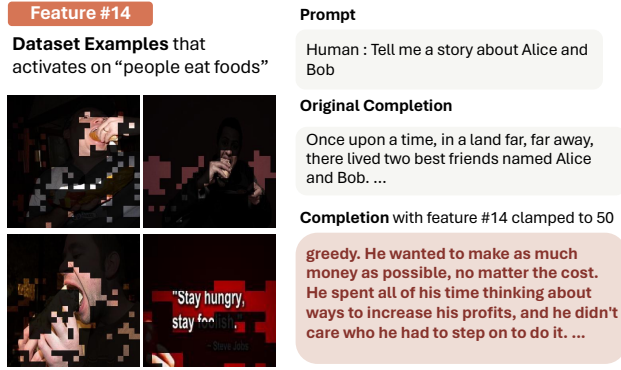 Feature #14
Dataset Examples that
activates on “people eat foods”
"Stay hungry,
stay foolish."
- Steve Jobs
Prompt
Human : Tell me a story about Alice and
Bob
Original Completion
Once upon a time, in a land far, far away,
there lived two best friends named Alice
and Bob. ...
Completion with feature #14 clamped to 50
greedy. He wanted to make as much
money as possible, no matter the cost.
He spent all of his time thinking about
ways to increase his profits, and he didn't
care who he had to step on to do it. ...